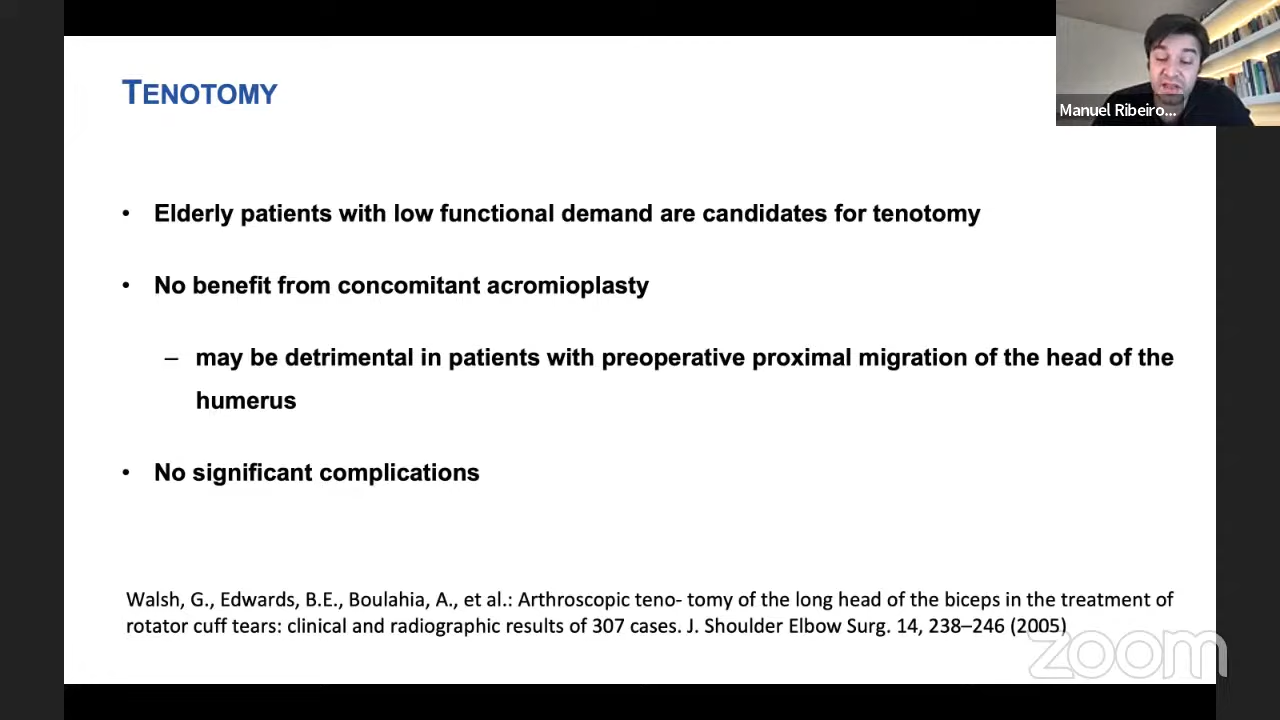 TENOTOMY
Manuel Ribeiro...
• Elderly patients with low functional demand are candidates for tenotomy
• No benefit from concomitant acromioplasty
– may be detrimental in patients with preoperative proximal migration of the head of the
humerus
• No significant complications
Walsh, G., Edwards, B.E., Boulahia, A., et al.: Arthroscopic teno- tomy of the long head of the biceps in the treatment of
rotator cuff tears: clinical and radiographic results of 307 cases. J. Shoulder Elbow Surg. 14, 238–246 (2005)
zoom